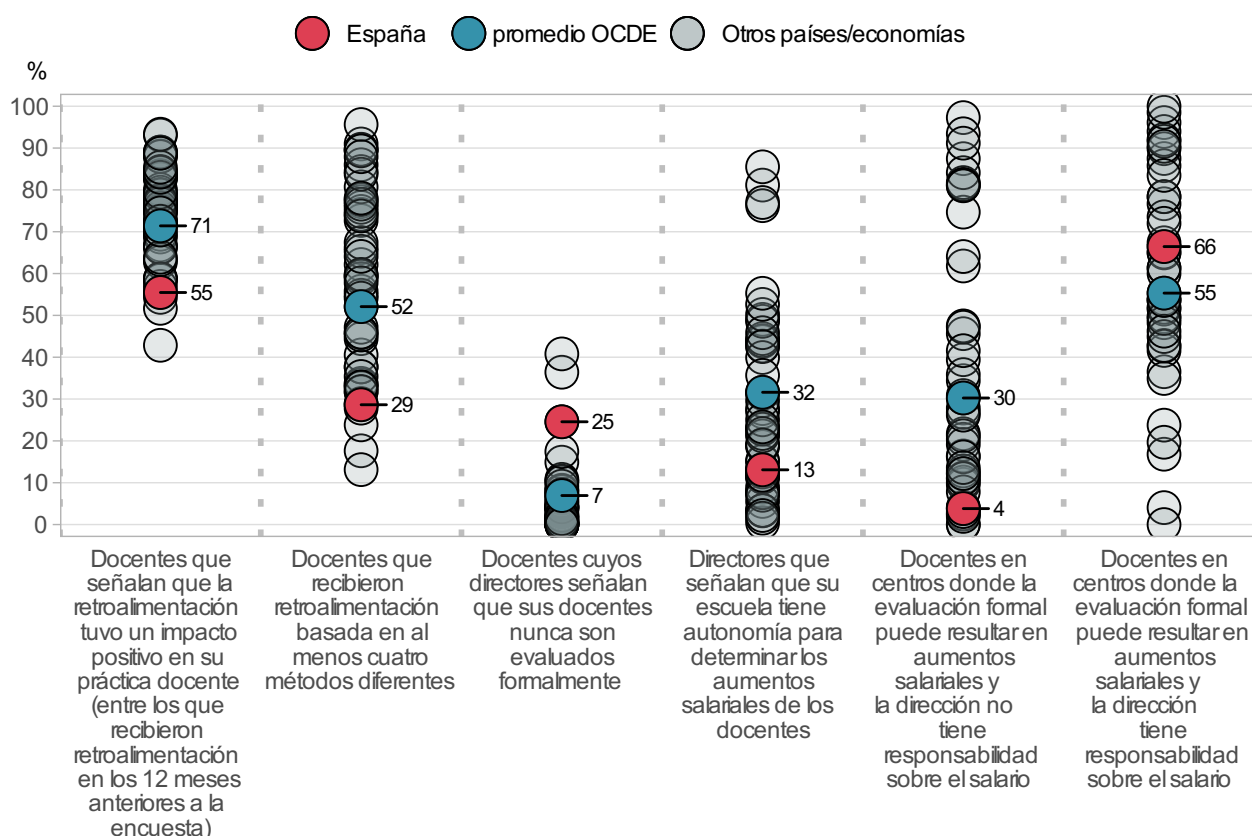 España
promedio OCDE
Otros países/economías
%
100
90
80
70
60
50
40
30
20
10
0
71
55
52
29
25
7
32
13
30
4
66
55
Docentes que
señalan que la
retroalimentación
tuvo un impacto
positivo en su
práctica docente
(entre los que
recibieron
retroalimentación
en los 12 meses
anteriores a la
encuesta)
Docentes que
recibieron
retroalimentación
basada en al
menos cuatro
métodos diferentes
Docentes cuyos
directores señalan
que sus docentes
nunca son
evaluados
formalmente
Directores que
señalan que su
escuela tiene
autonomía para
determinar los
aumentos
salariales de los
docentes
Docentes en
centros donde la
evaluación formal
puede resultar en
aumentos
salariales y
la dirección no
tiene
responsabilidad
sobre el salario
Docentes en
centros donde la
evaluación formal
puede resultar en
aumentos
salariales y
la dirección
tiene
responsabilidad
sobre el salario